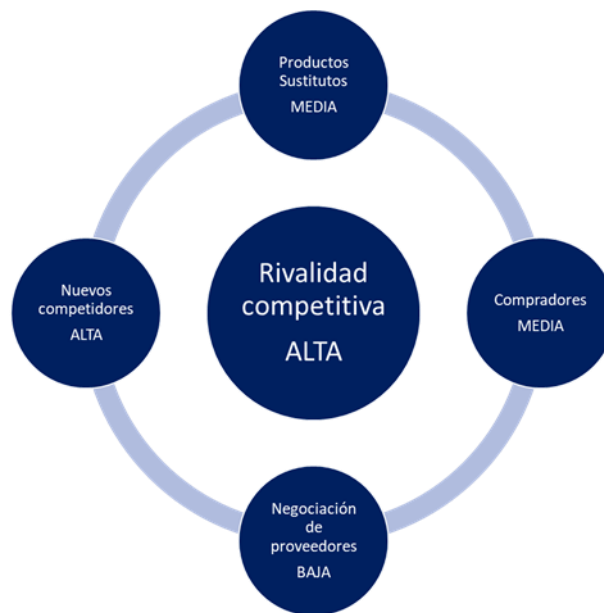 Productos
Sustitutos
MEDIA
Rivalidad
competitiva
ALTA
Nuevos
competidores
ALTA
Compradores
MEDIA
Negociación
de
proveedores
BAJA